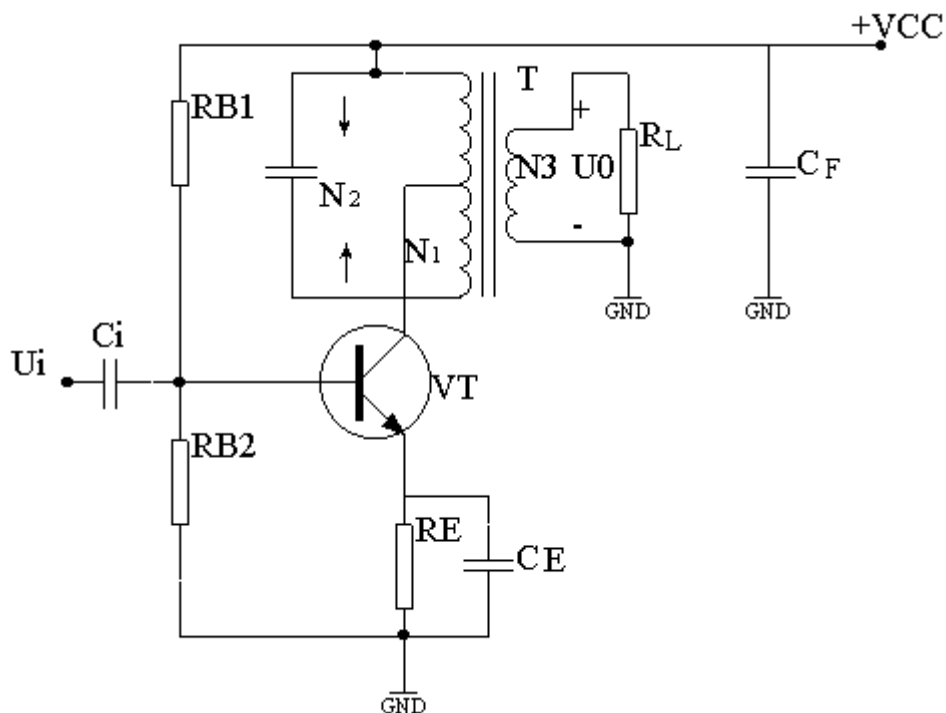 +VCC
T
RB1
+
RL
N3 U0
CF
N2
-
N1
GND
GND
Ci
Ui
VT
RB2
RE
CE
GND